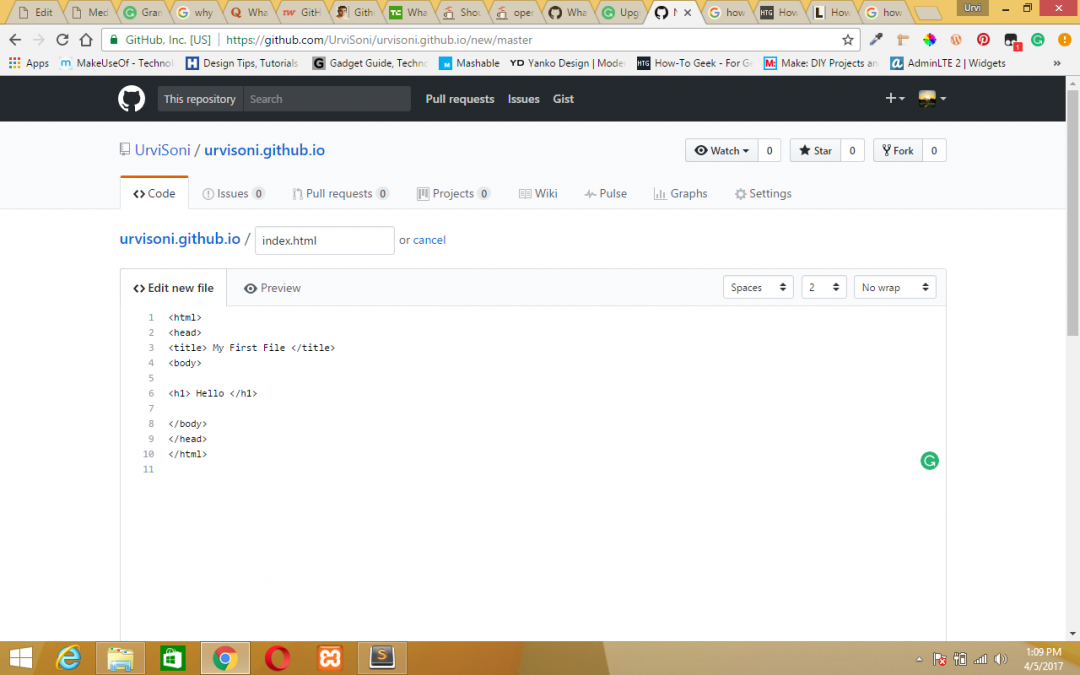 Edit Med Gran why Wha GitH Gith Wha Sho ope Wha Upg how How How how Urvi
GitHub, Inc. [US] https://github.com/UrviSoni/urvisoni.github.io/new/master
Apps MakeUseOf - Technol Design Tips, Tutorials Gadget Guide, Techno Mashable YD Yanko Design | Mode HTG How-To Geek - For Ge M: Make: DIY Projects an AdminLTE 2 | Widgets »
This repository Search Pull requests Issues Gist
UrviSoni / urvisoni.github.io Watch 0 Star 0 Fork 0
Code Issues 0 Pull requests 0 Projects 0 Wiki Pulse Graphs Settings
urvisoni.github.io / index.html or cancel
Edit new file Preview Spaces 2 No wrap
1 <html>
2 <head>
3 <title> My First File </title>
4 <body>
5
6 <h1> Hello </h1>
7
8 </body>
9 </head>
10 </html>
11
1:09 PM
4/5/2017